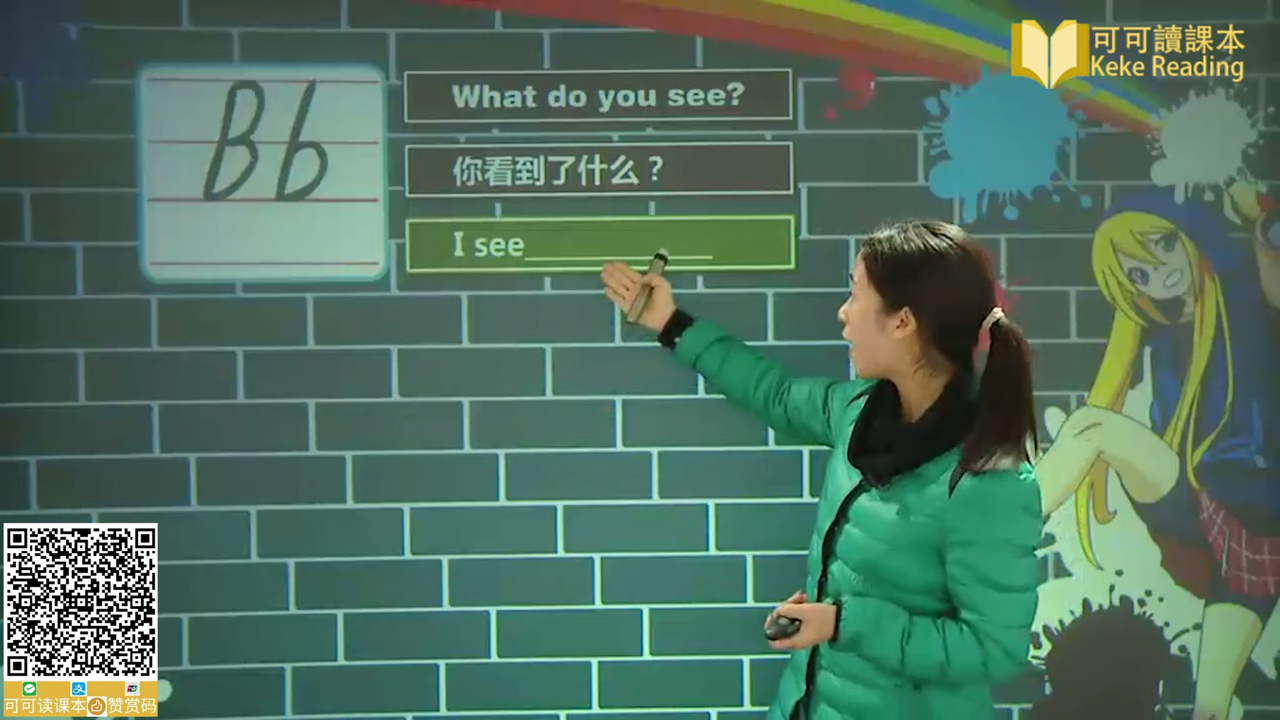 可可讀課本
Keke Reading
Bb
What do you see?
你看到了什么？
I see__________
可可读课本 赞赏码